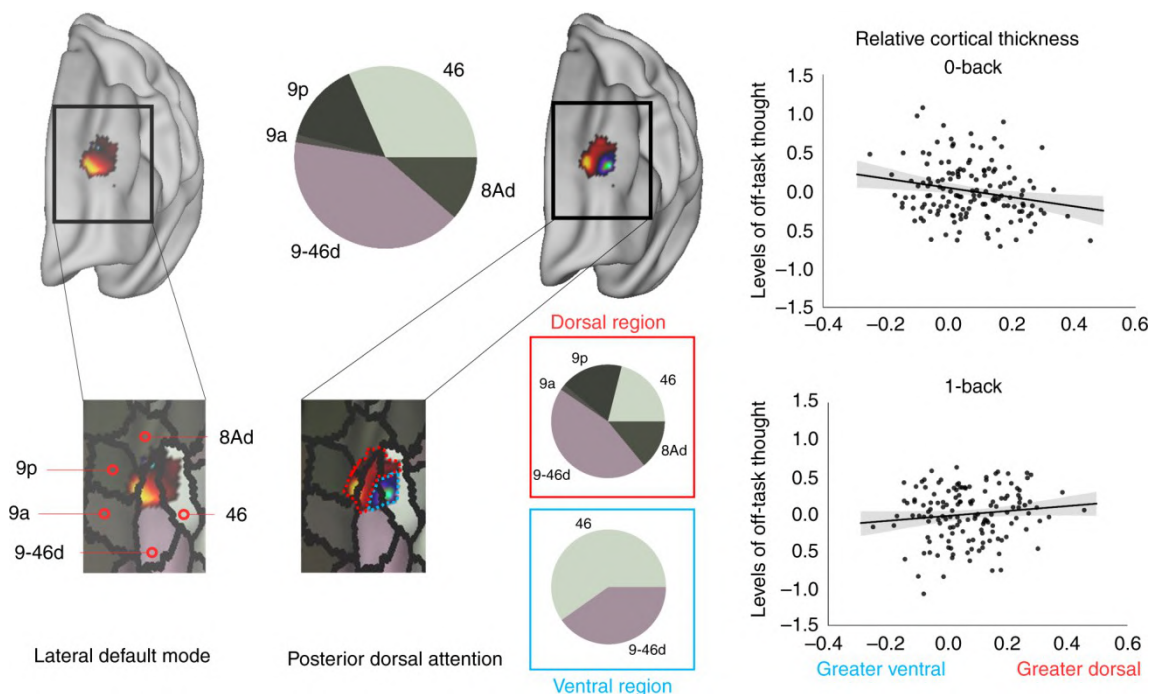 46
9p
9a
8Ad
9-46d
8Ad
9p
9a
46
9-46d
Lateral default mode
Posterior dorsal attention
Dorsal region
9p
46
9a
8Ad
9-46d
46
9-46d
Ventral region
Relative cortical thickness
0-back
Levels of off-task thought
1.5
1.0
0.5
0.0
0.5
−1.0
−1.5
−0.4
−0.2
0.0
0.2
0.4
0.6
1-back
Levels of off-task thought
1.5
1.0
0.5
0.0
0.5
−1.0
−1.5
−0.4
−0.2
0.0
0.2
0.4
0.6
Greater ventral
Greater dorsal